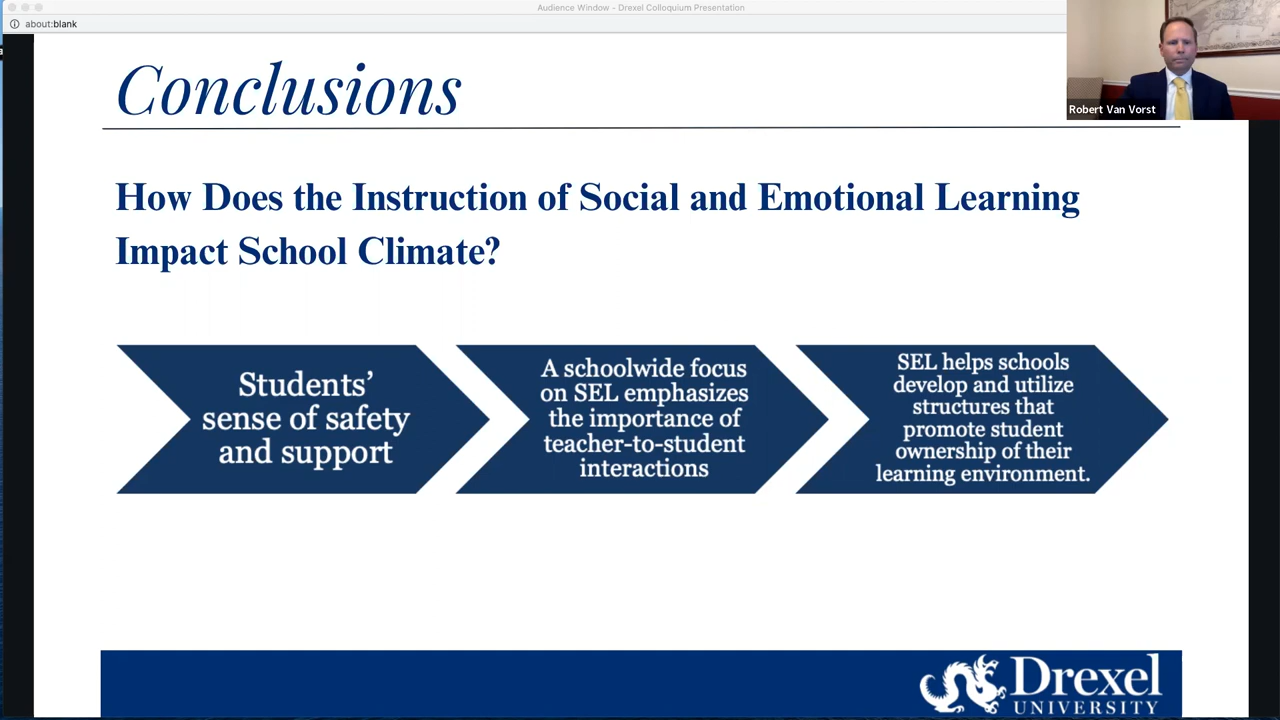 Audience Window - Drexel Colloquium Presentation
about:blank
Robert Van Vorst
Conclusions
How Does the Instruction of Social and Emotional Learning
Impact School Climate?
Students’
sense of safety
and support
A schoolwide focus
on SEL emphasizes
the importance of
teacher-to-student
interactions
SEL helps schools
develop and utilize
structures that
promote student
ownership of their
learning environment.
Drexel
UNIVERSITY